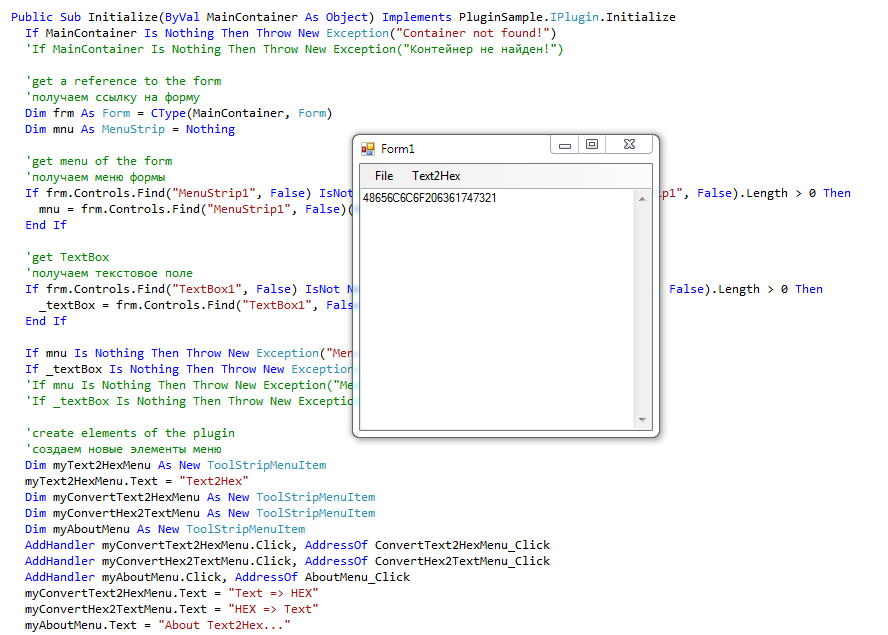 Public Sub Initialize(ByVal MainContainer As Object) Implements PluginSample.IPlugin.Initialize
If MainContainer Is Nothing Then Throw New Exception("Container not found!")
'If MainContainer Is Nothing Then Throw New Exception("Контейнер не найден!")
'get a reference to the form
'получаем ссылку на форму
Dim frm As Form = CType(MainContainer, Form)
Dim mnu As MenuStrip = Nothing
'get menu of the form
'получаем меню формы
If frm.Controls.Find("MenuStrip1", False) IsNot p1", False).Length > 0 Then
mnu = frm.Controls.Find("MenuStrip1", False)(
End If
'get TextBox
'получаем текстовое поле
If frm.Controls.Find("TextBox1", False) IsNot N False).Length > 0 Then
_textBox = frm.Controls.Find("TextBox1", Fals
End If
If mnu Is Nothing Then Throw New Exception("Men
If _textBox Is Nothing Then Throw New Exception
'If mnu Is Nothing Then Throw New Exception("Me
'If _textBox Is Nothing Then Throw New Exceptio
'create elements of the plugin
'создаем новые элементы меню
Dim myText2HexMenu As New ToolStripMenuItem
myText2HexMenu.Text = "Text2Hex"
Dim myConvertText2HexMenu As New ToolStripMenuItem
Dim myConvertHex2TextMenu As New ToolStripMenuItem
Dim myAboutMenu As New ToolStripMenuItem
AddHandler myConvertText2HexMenu.Click, AddressOf ConvertText2HexMenu_Click
AddHandler myConvertHex2TextMenu.Click, AddressOf ConvertHex2TextMenu_Click
AddHandler myAboutMenu.Click, AddressOf AboutMenu_Click
myConvertText2HexMenu.Text = "Text => HEX"
myConvertHex2TextMenu.Text = "HEX => Text"
myAboutMenu.Text = "About Text2Hex..."
Form1
File Text2Hex
48656C6C6F206361747321